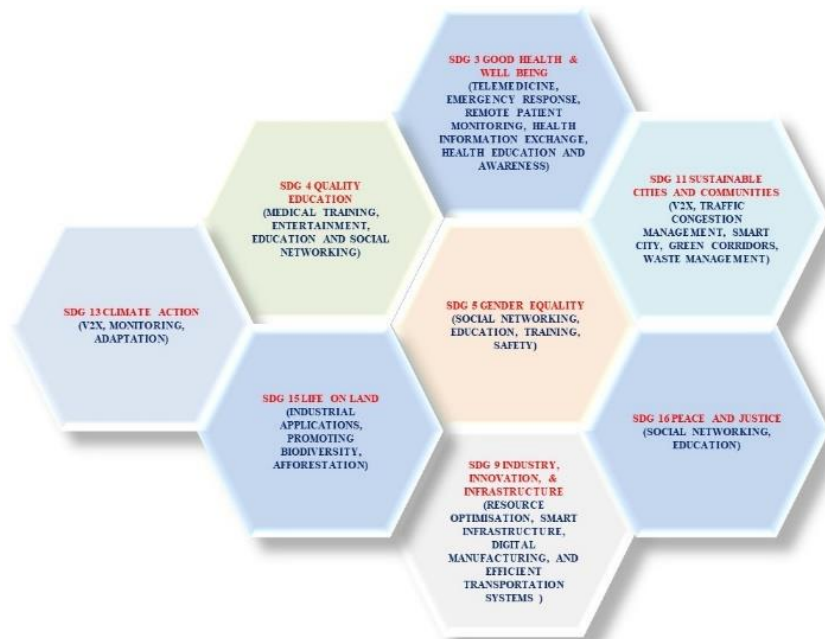 SDG 3 GOOD HEALTH &
WELL BEING
(TELEMEDICINE,
EMERGENCY RESPONSE,
REMOTE PATIENT
MONITORING, HEALTH
INFORMATION EXCHANGE,
HEALTH EDUCATION AND
AWARENESS)
SDG 4 QUALITY
EDUCATION
(MEDICAL TRAINING,
ENTERTAINMENT,
EDUCATION AND SOCIAL
NETWORKING)
SDG 11 SUSTAINABLE
CITIES AND COMMUNITIES
(V2X, TRAFFIC
CONGESTION
MANAGEMENT, SMART
CITY, GREEN CORRIDORS,
WASTE MANAGEMENT)
SDG 13 CLIMATE ACTION
(V2X, MONITORING,
ADAPTATION)
SDG 5 GENDER EQUALITY
(SOCIAL NETWORKING,
EDUCATION, TRAINING,
SAFETY)
SDG 15 LIFE ON LAND
(INDUSTRIAL
APPLICATIONS,
PROMOTING
BIODIVERSITY,
AFFORESTATION)
SDG 16 PEACE AND JUSTICE
(SOCIAL NETWORKING,
EDUCATION)
SDG 9 INDUSTRY,
INNOVATION, &
INFRASTRUCTURE
(RESOURCE
OPTIMISATION, SMART
INFRASTRUCTURE,
DIGITAL
MANUFACTURING, AND
EFFICIENT
TRANSPORTATION
SYSTEMS )